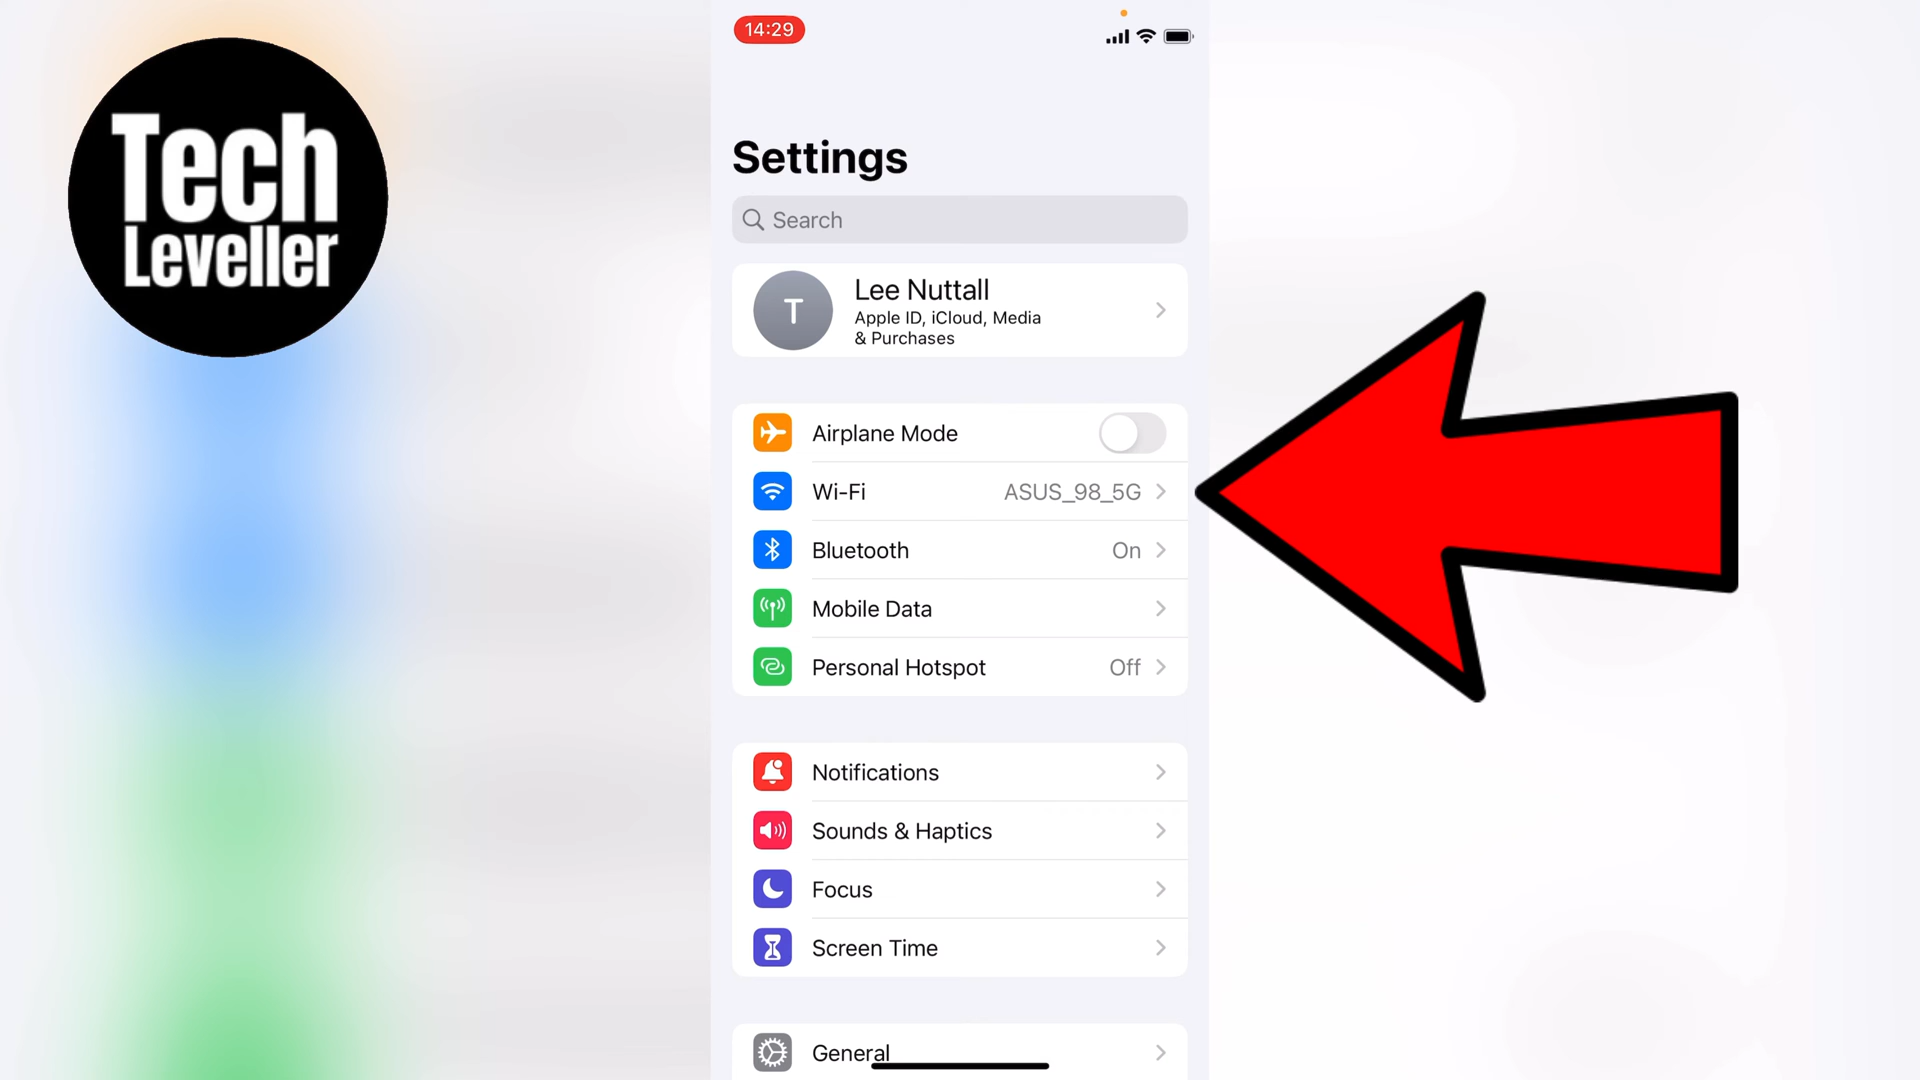 Tech
Leveller
14:29
Settings
Search
T
Lee Nuttall
Apple ID, iCloud, Media
& Purchases
Airplane Mode
Wi-Fi ASUS_98_5G
Bluetooth On
Mobile Data
Personal Hotspot Off
Notifications
Sounds & Haptics
Focus
Screen Time
General